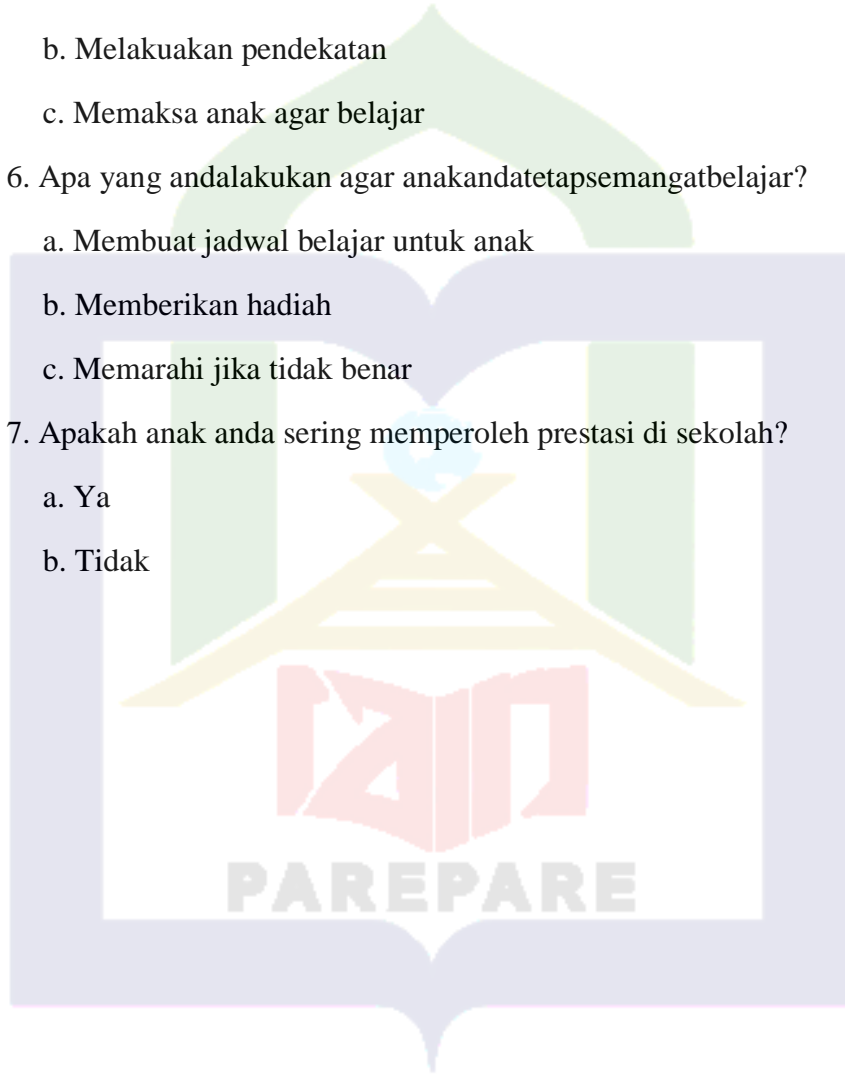 b. Melakuakan pendekatan
c. Memaksa anak agar belajar
6. Apa yang andalakukan agar anakandatetapsemangatbelajar?
a. Membuat jadwal belajar untuk anak
b. Memberikan hadiah
c. Memarahi jika tidak benar
7. Apakah anak anda sering memperoleh prestasi di sekolah?
a. Ya
b. Tidak
iain
PAREPARE